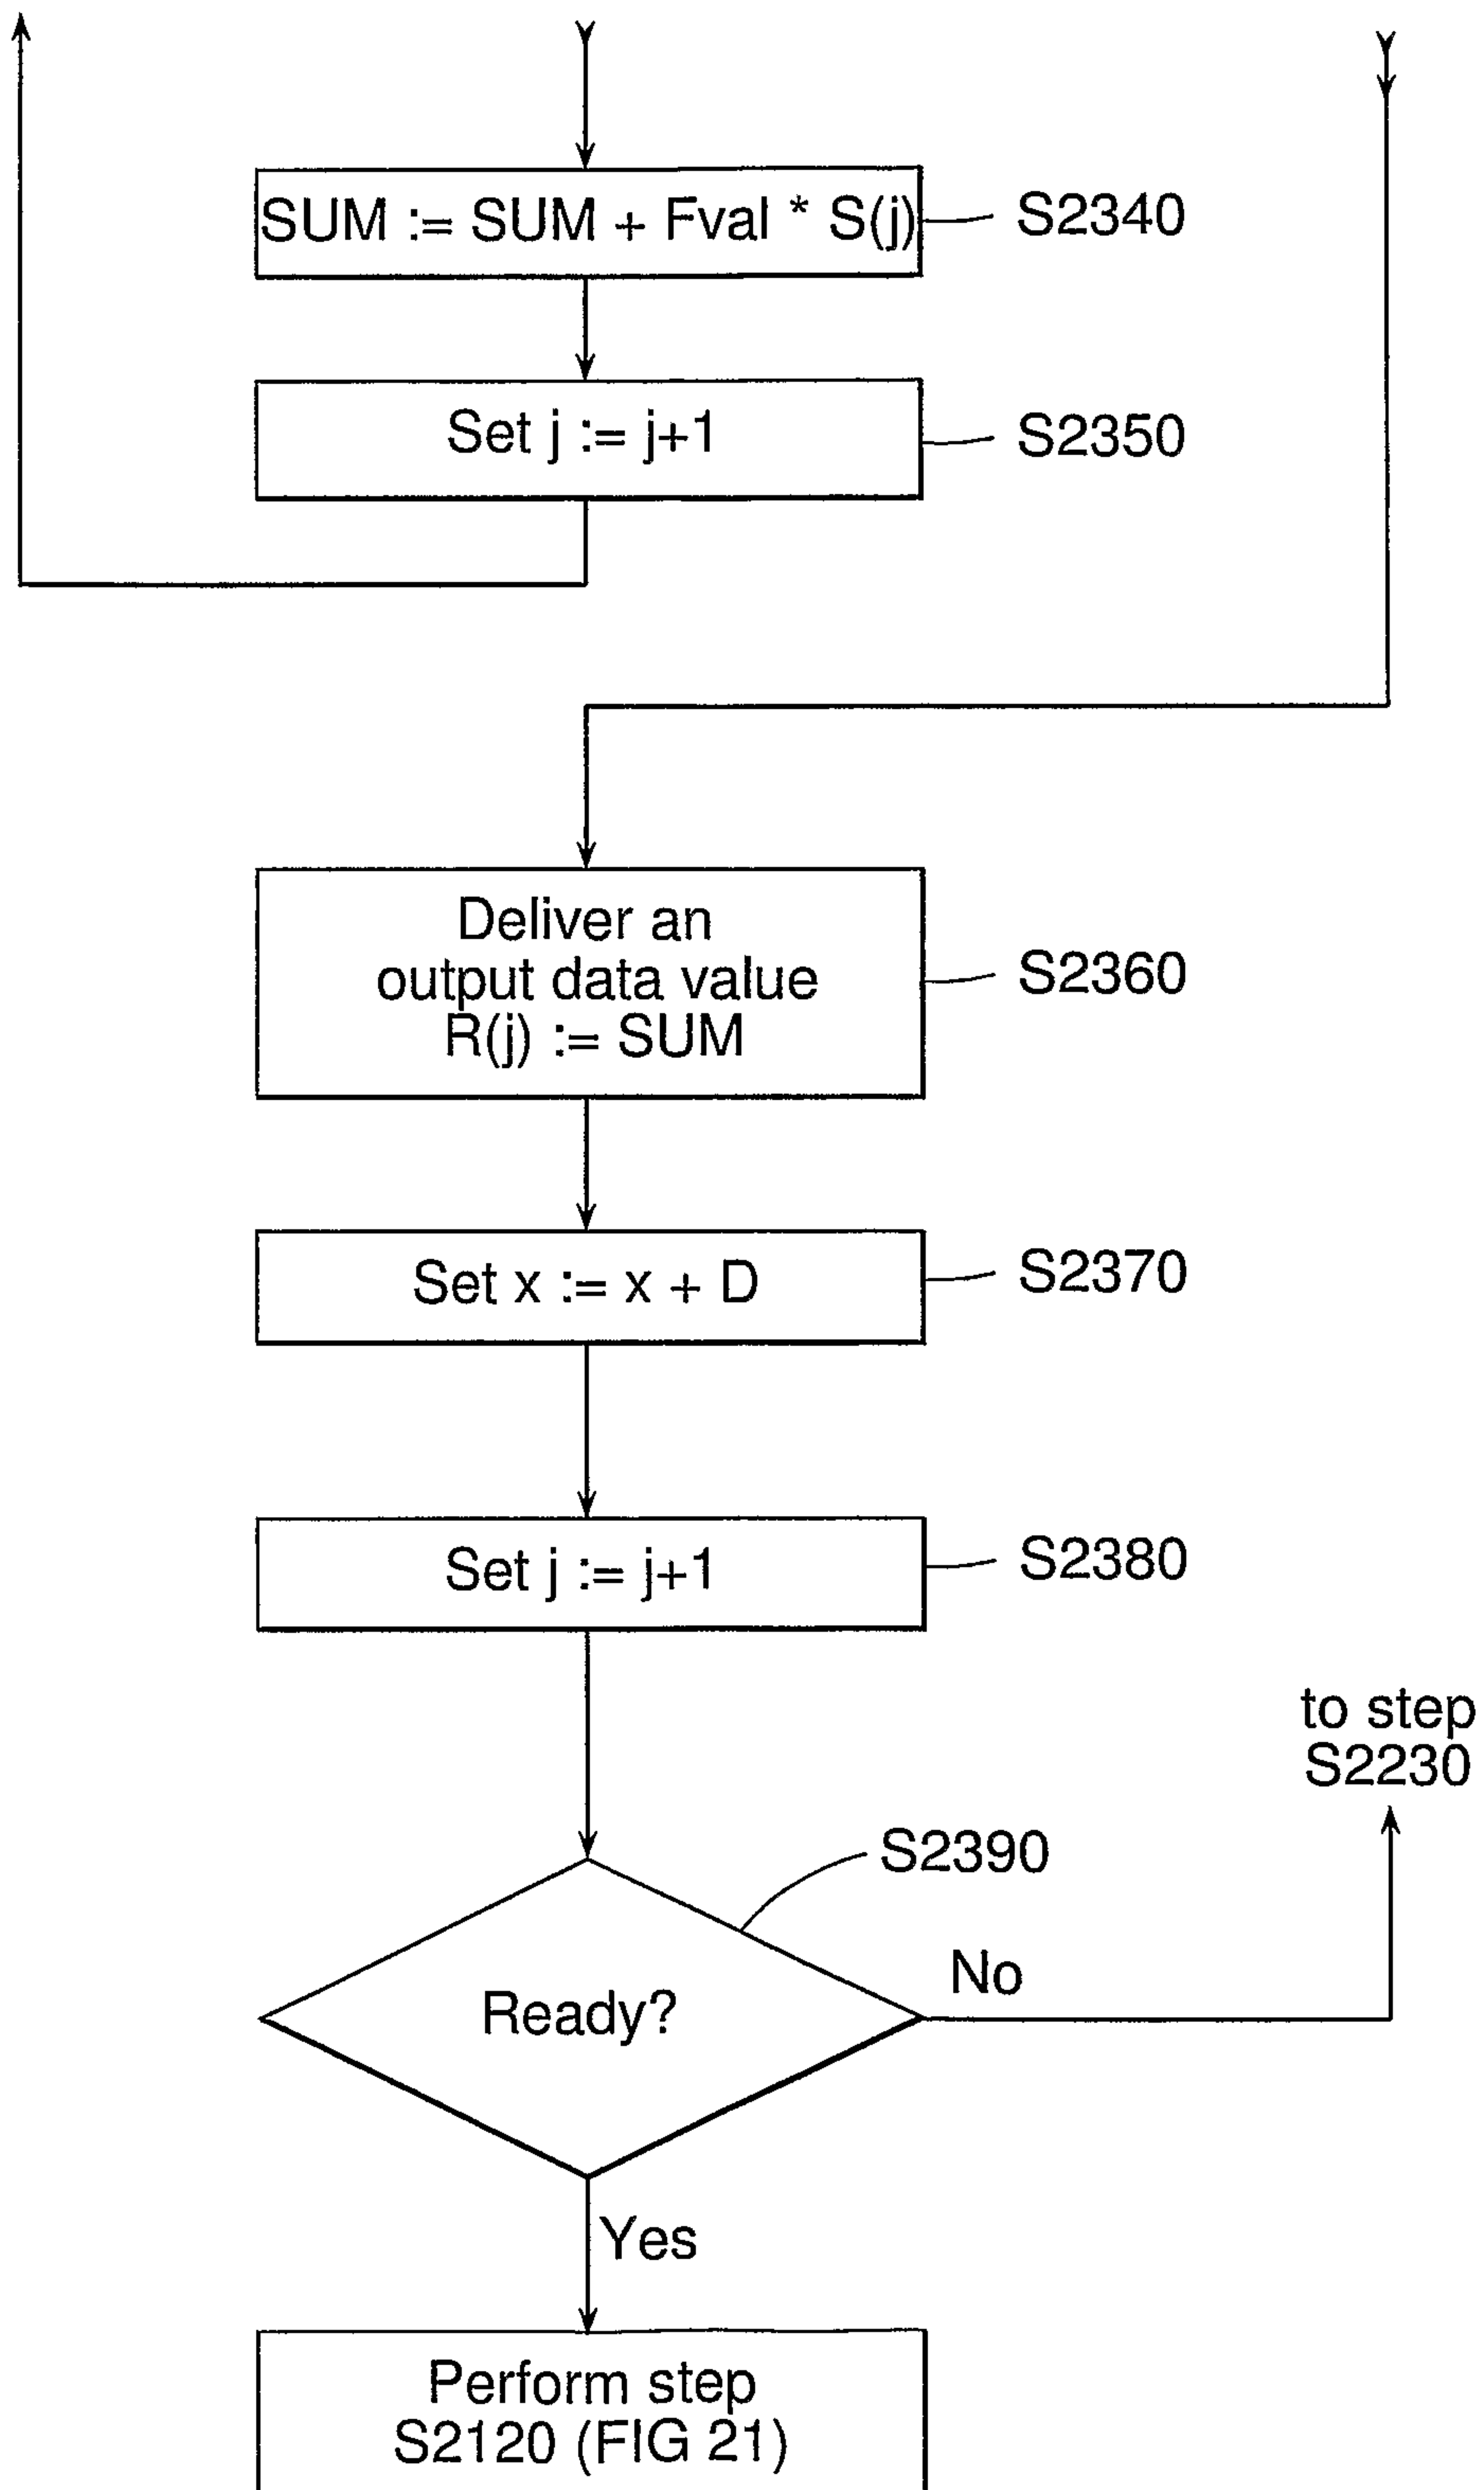 SUM := SUM + Fval * S(j)
S2340
Set j := j+1
S2350
Deliver an
output data value
R(j) := SUM
S2360
Set x := x + D
S2370
Set j := j+1
S2380
to step
S2230
S2390
Ready?
No
Yes
Perform step
S2120 (FIG 21)